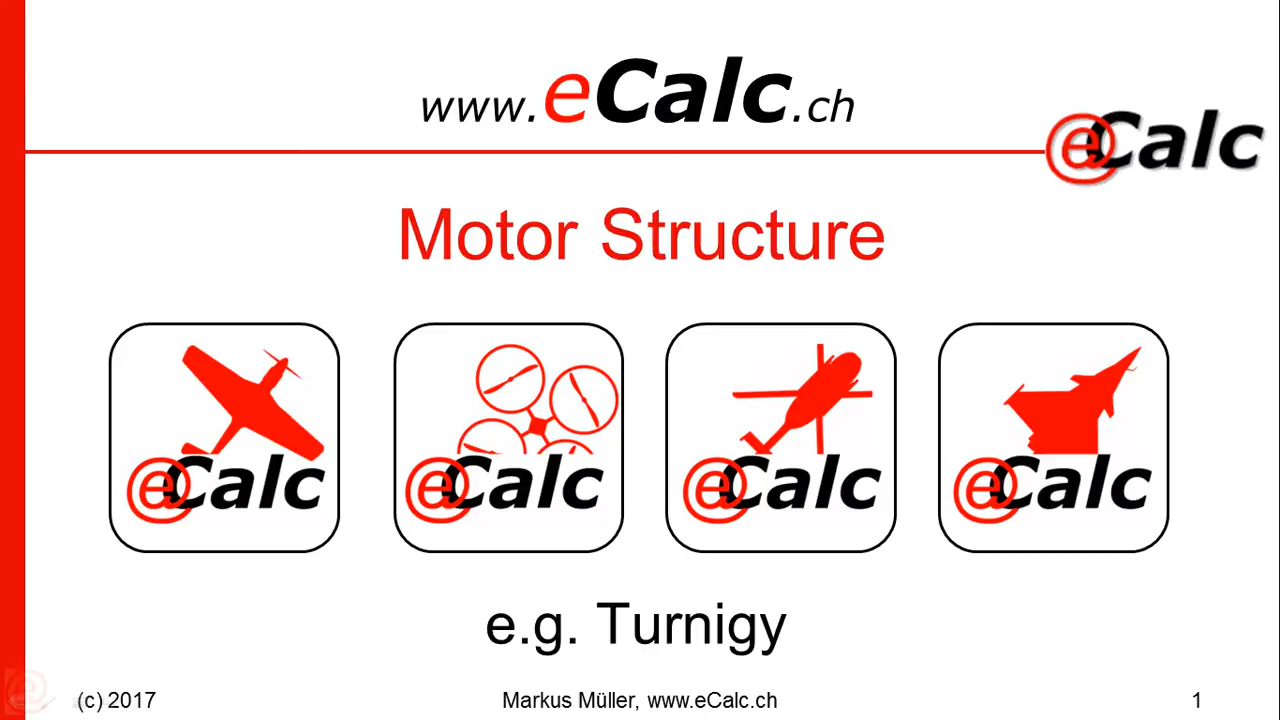 www.eCalc.ch
eCalc
Motor Structure
eCalc
eCalc
eCalc
eCalc
e.g. Turnigy
(c) 2017
Markus Müller, www.eCalc.ch
1